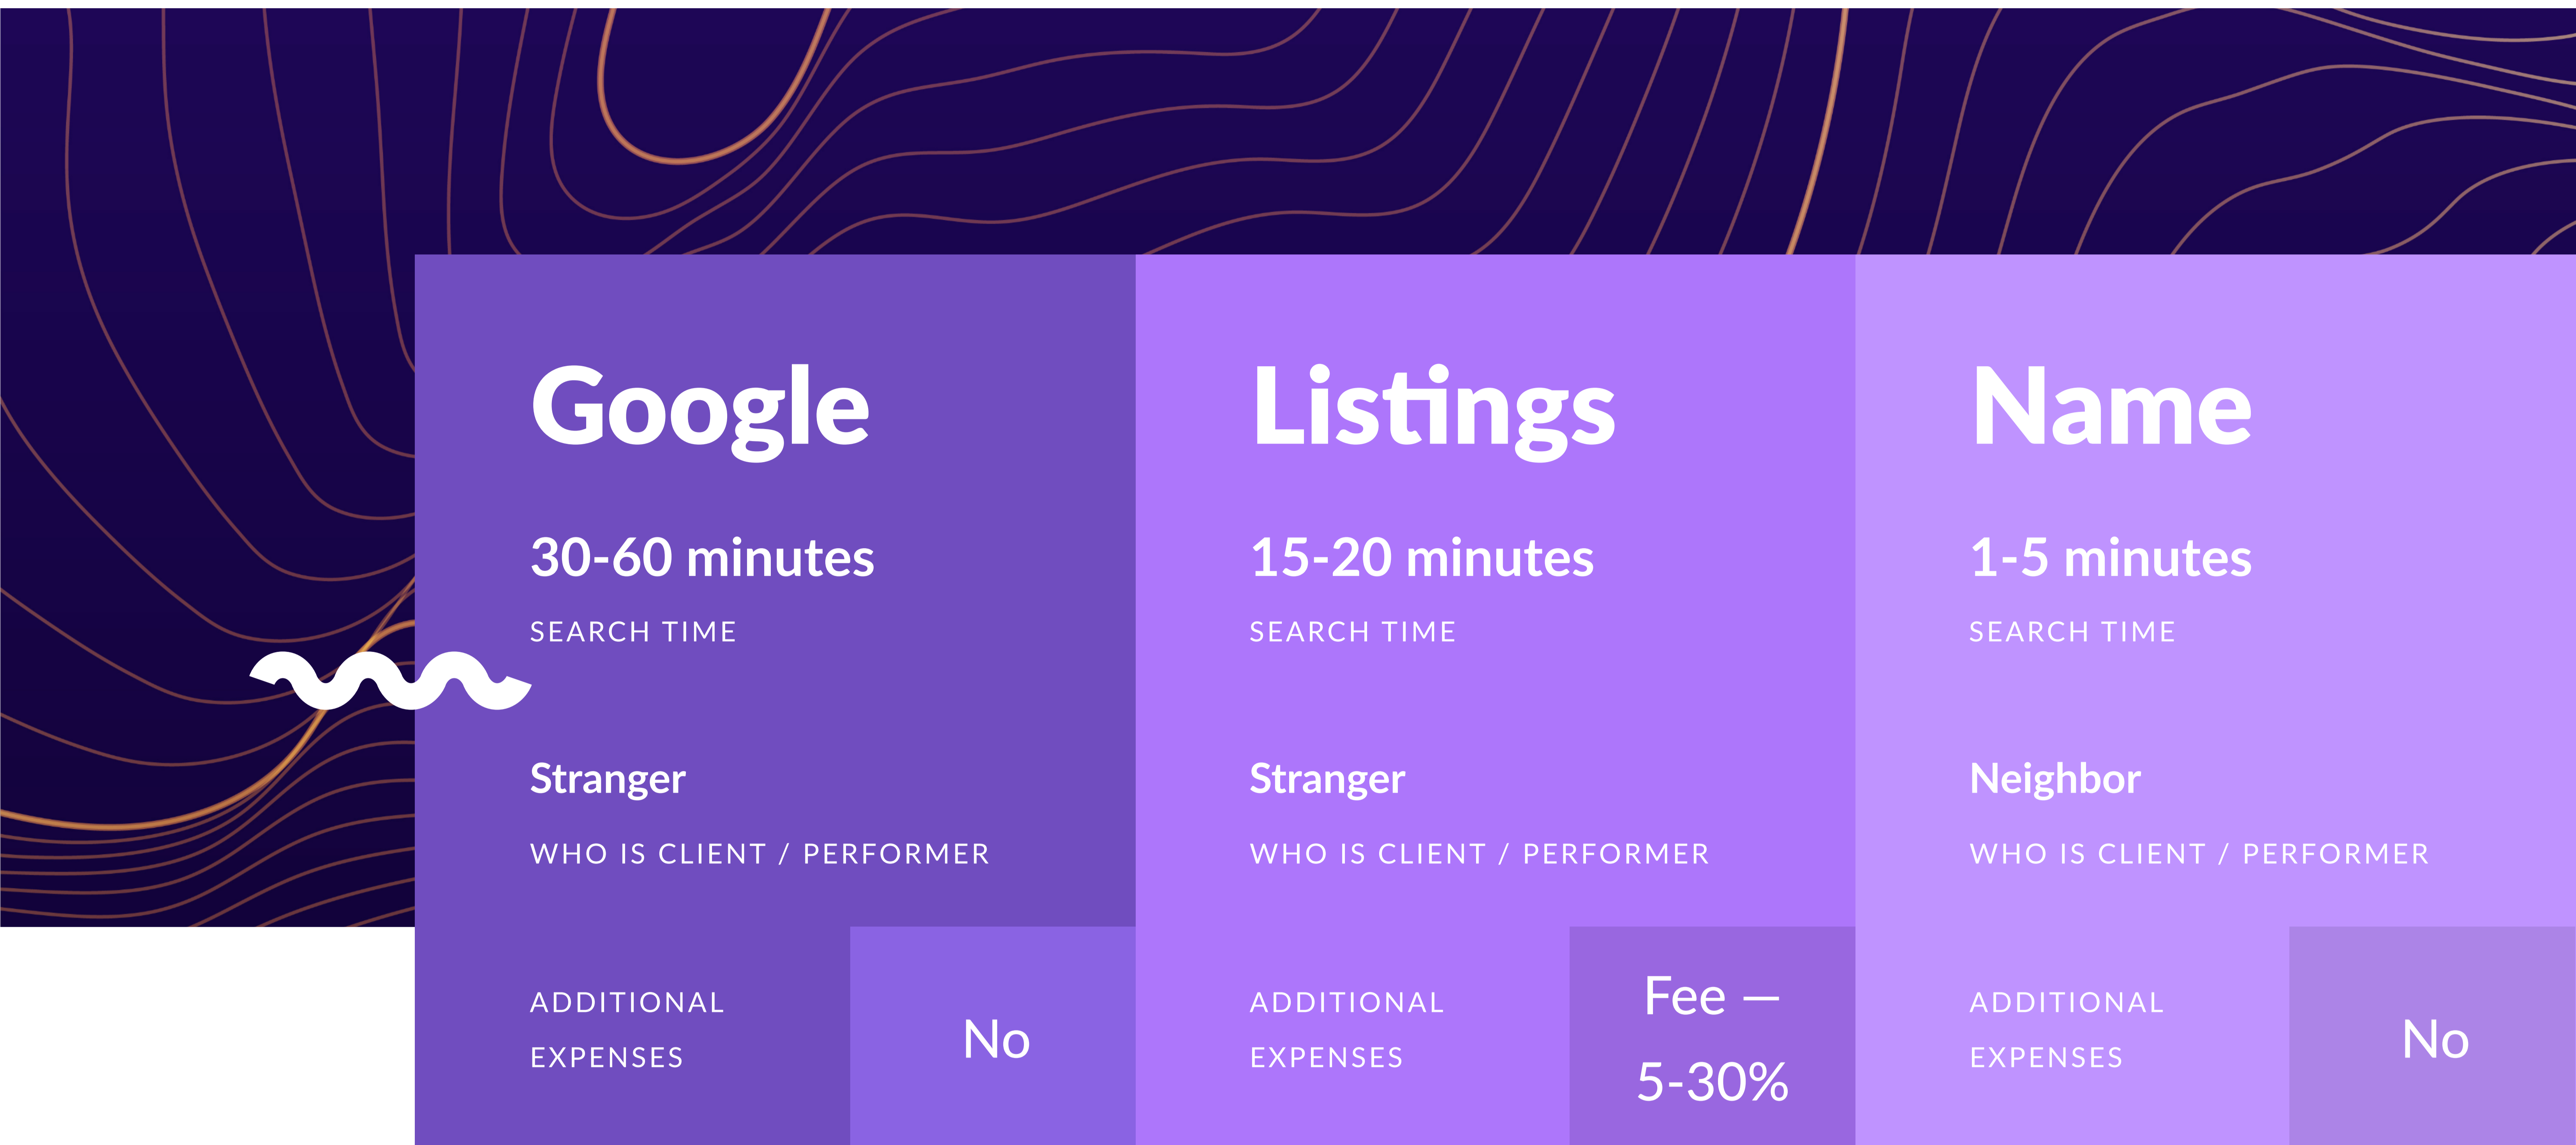 Google
30-60 minutes
SEARCH TIME
Stranger
WHO IS CLIENT / PERFORMER
ADDITIONAL
EXPENSES
No
Listings
15-20 minutes
SEARCH TIME
Stranger
WHO IS CLIENT / PERFORMER
ADDITIONAL
EXPENSES
Fee —
5-30%
Name
1-5 minutes
SEARCH TIME
Neighbor
WHO IS CLIENT / PERFORMER
ADDITIONAL
EXPENSES
No